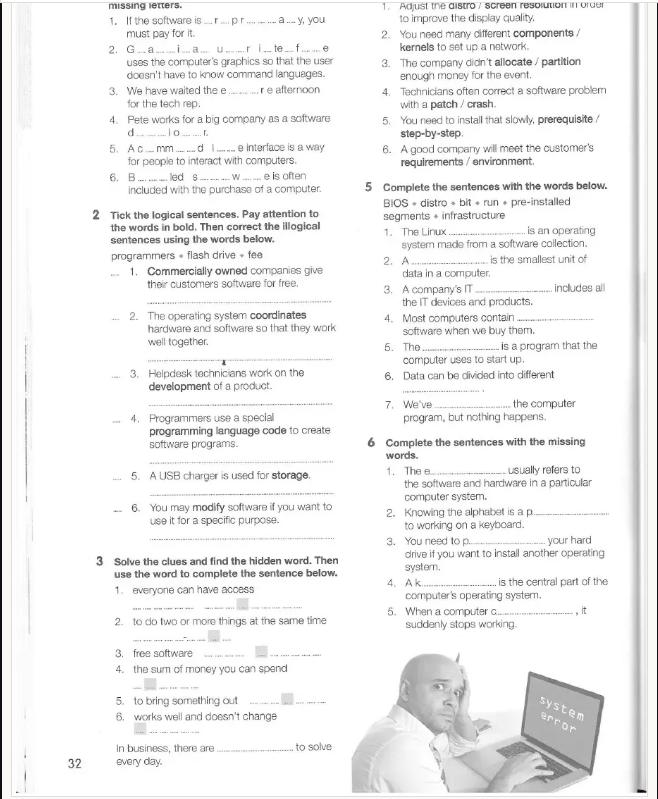 missing letters.
1. If the software is .... r .... p r .... .... .... a .... y, you
must pay for it.
2. G .... a .... .... i .... a .... u .... .... r i .... te .... f .... .... e
uses the computer's graphics so that the user
doesn't have to know command languages.
3. We have waited the e .... .... .... r e afternoon
for the tech rep.
4. Pete works for a big company as a software
d .... .... .... l o .... .... r.
5. A c .... mm .... .... d l .... .... e interface is a way
for people to interact with computers.
6. B .... .... led s .... .... w .... .... e is often
included with the purchase of a computer.
2 Tick the logical sentences. Pay attention to
the words in bold. Then correct the illogical
sentences using the words below.
programmers • flash drive • fee
.... 1. Commercially owned companies give
their customers software for free.
.... 2. The operating system coordinates
hardware and software so that they work
well together.
.... 3. Helpdesk technicians work on the
development of a product.
.... 4. Programmers use a special
programming language code to create
software programs.
.... 5. A USB charger is used for storage.
.... 6. You may modify software if you want to
use it for a specific purpose.
3 Solve the clues and find the hidden word. Then
use the word to complete the sentence below.
1. everyone can have access
2. to do two or more things at the same time
3. free software
4. the sum of money you can spend
5. to bring something out
6. works well and doesn't change
In business, there are .................... to solve
every day.
32
1. Adjust the distro / screen resolution in order
to improve the display quality.
2. You need many different components /
kernels to set up a network.
3. The company didn't allocate / partition
enough money for the event.
4. Technicians often correct a software problem
with a patch / crash.
5. You need to install that slowly, prerequisite /
step-by-step.
6. A good company will meet the customer's
requirements / environment.
5 Complete the sentences with the words below.
BIOS • distro • bit • run • pre-installed
segments • infrastructure
1. The Linux .................... is an operating
system made from a software collection.
2. A .................... is the smallest unit of
data in a computer.
3. A company's IT .................... includes all
the IT devices and products.
4. Most computers contain ....................
software when we buy them.
5. The .................... is a program that the
computer uses to start up.
6. Data can be divided into different
.................... .
7. We've .................... the computer
program, but nothing happens.
6 Complete the sentences with the missing
words.
1. The e.................... usually refers to
the software and hardware in a particular
computer system.
2. Knowing the alphabet is a p....................
to working on a keyboard.
3. You need to p.................... your hard
drive if you want to install another operating
system.
4. A k.................... is the central part of the
computer's operating system.
5. When a computer c...................., it
suddenly stops working.
system
error